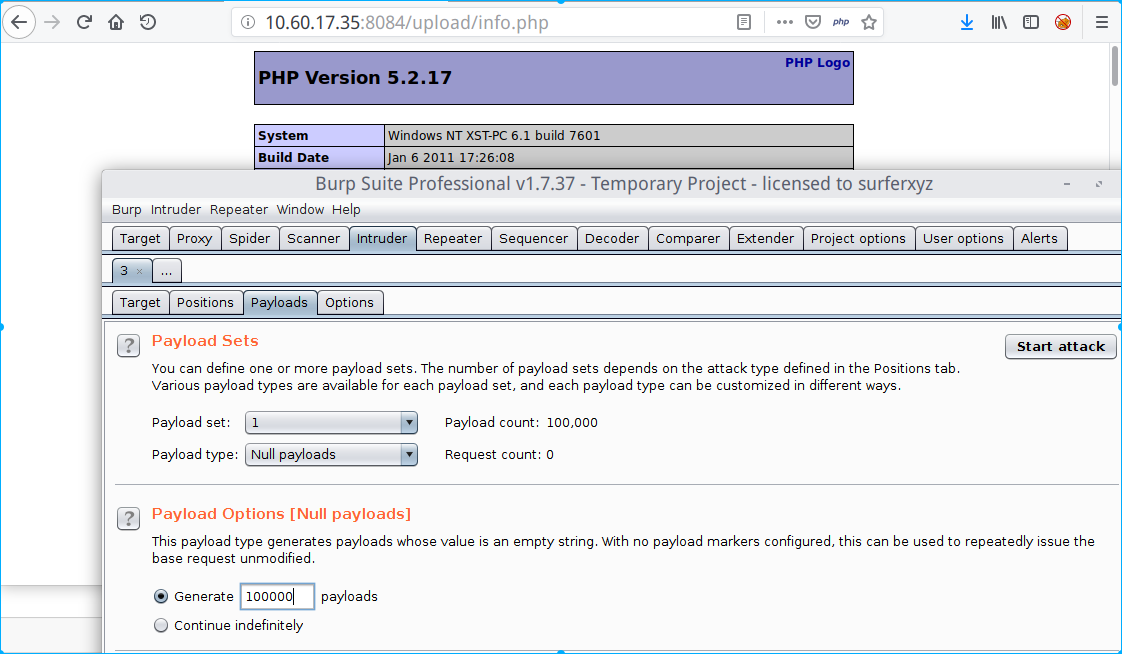 10.60.17.35:8084/upload/info.php
php
PHP Version 5.2.17
PHP Logo
System Windows NT XST-PC 6.1 build 7601
Build Date Jan 6 2011 17:26:08
Burp Suite Professional v1.7.37 - Temporary Project - licensed to surferxyz
Burp Intruder Repeater Window Help
Target Proxy Spider Scanner Intruder Repeater Sequencer Decoder Comparer Extender Project options User options Alerts
3 × ...
Target Positions Payloads Options
? Payload Sets
Start attack
You can define one or more payload sets. The number of payload sets depends on the attack type defined in the Positions tab.
Various payload types are available for each payload set, and each payload type can be customized in different ways.
Payload set: 1 Payload count: 100,000
Payload type: Null payloads Request count: 0
? Payload Options [Null payloads]
This payload type generates payloads whose value is an empty string. With no payload markers configured, this can be used to repeatedly issue the
base request unmodified.
Generate 100000 payloads
Continue indefinitely